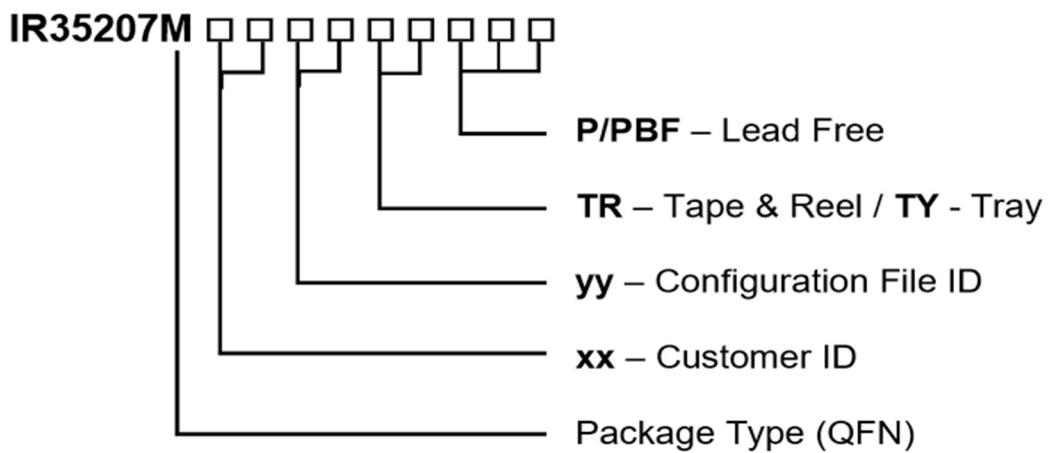 IR35207M
P/PBF – Lead Free
TR – Tape & Reel / TY - Tray
yy – Configuration File ID
xx – Customer ID
Package Type (QFN)